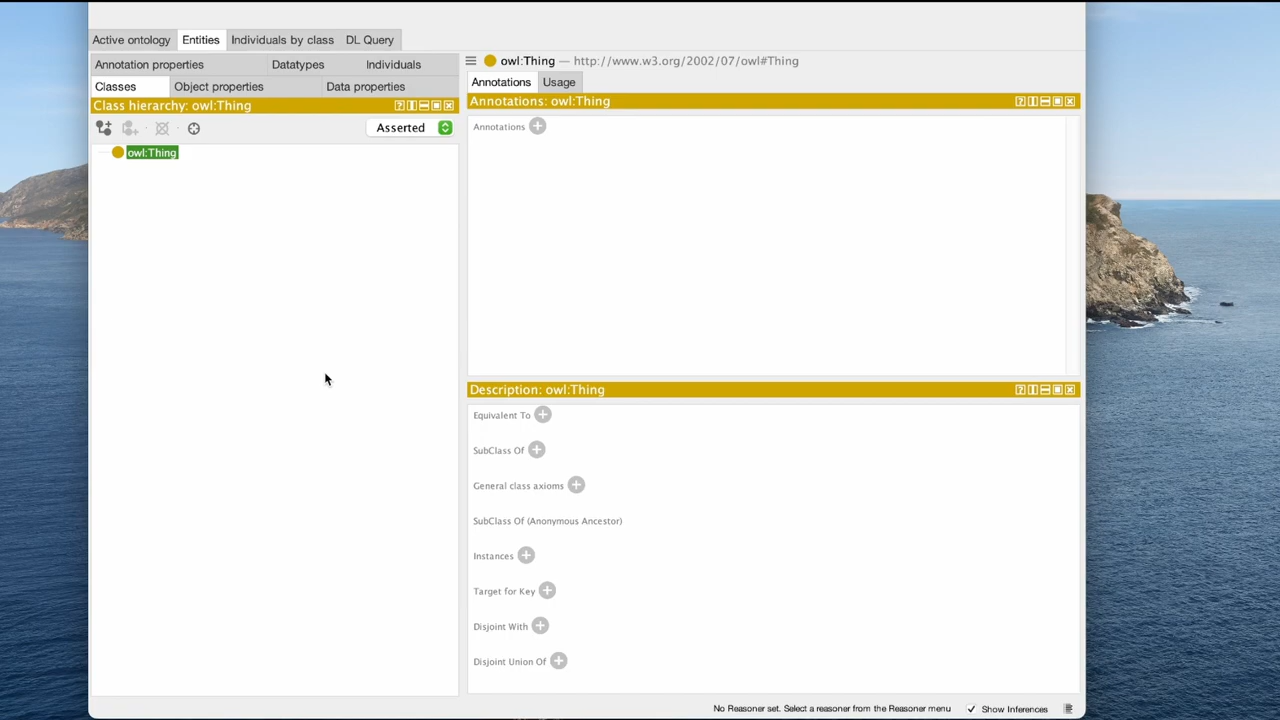 Active ontology Entities Individuals by class DL Query
Annotation properties Datatypes Individuals
Classes Object properties Data properties
Class hierarchy: owl:Thing
Asserted
owl:Thing
owl:Thing — http://www.w3.org/2002/07/owl#Thing
Annotations Usage
Annotations: owl:Thing
Annotations
Description: owl:Thing
Equivalent To
SubClass Of
General class axioms
SubClass Of (Anonymous Ancestor)
Instances
Target for Key
Disjoint With
Disjoint Union Of
No Reasoner set. Select a reasoner from the Reasoner menu Show Inferences